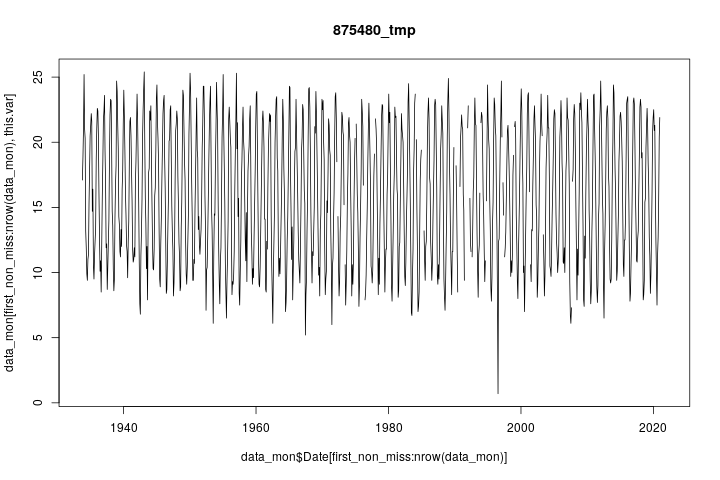 875480_tmp
data_mon[first_non_miss:nrow(data_mon), this.var]
25
20
15
10
5
0
1940 1960 1980 2000 2020
data_mon$Date[first_non_miss:nrow(data_mon)]